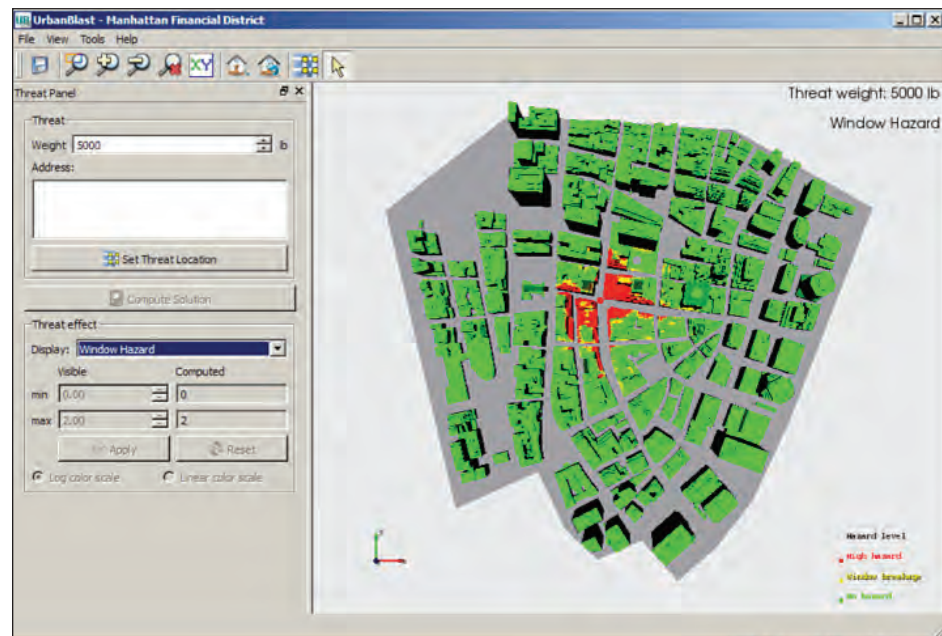 UrbanBlast - Manhattan Financial District
File View Tools Help
XY
Threat Panel
Threat weight: 5000 lb
Window Hazard
Threat
Weight 5000 lb
Address:
Set Threat Location
Compute Solution
Threat effect
Display: Window Hazard
Visible Computed
min 0.00 0
max 2.00 2
Apply Reset
Log color scale Linear color scale
Hazard level
High hazard
Window breakage
No hazard